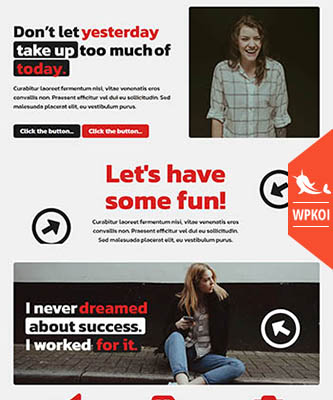 Don't let yesterday
take up too much of
today.
Curabitur laoreet fermentum nisi, vitae venenatis eros
convallis non. Praesent efficitur vel dui eu sollicitudin. Sed
malesuada placerat erat, eu vestibulum purus.
Click the button...
Click the button...
Let's have
some fun!
Curabitur laoreet fermentum nisi, vitae venenatis eros
convallis non. Praesent efficitur vel dui eu sollicitudin.
Sed malesuada placerat erat, eu vestibulum purus.
WPKOI
I never dreamed
about success.
I worked for it.